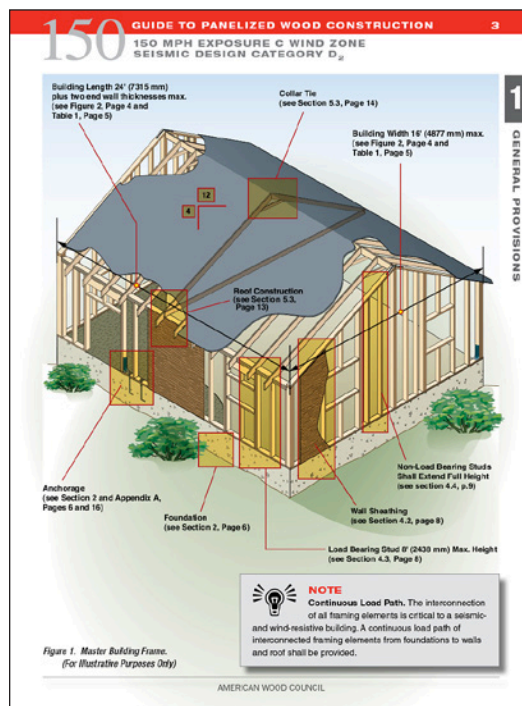 150
GUIDE TO PANELIZED WOOD CONSTRUCTION
3
150 MPH EXPOSURE C WIND ZONE
SEISMIC DESIGN CATEGORY D2
1
GENERAL PROVISIONS
Building Length 24' (7315 mm)
plus two end wall thicknesses max.
(see Figure 2, Page 4 and
Table 1, Page 5)
Collar Tie
(see Section 5.3, Page 14)
Building Width 16' (4877 mm) max.
(see Figure 2, Page 4 and
Table 1, Page 5)
12
4
Roof Construction
(see Section 5.3,
Page 13)
Anchorage
(see Section 2 and Appendix A,
Pages 6 and 16)
Foundation
(see Section 2, Page 6)
Non-Load Bearing Studs
Shall Extend Full Height
(see section 4.4, p.9)
Wall Sheathing
(see Section 4.2, page 8)
Load Bearing Stud 8' (2438 mm) Max. Height
(see Section 4.3, Page 8)
NOTE
Continuous Load Path. The interconnection
of all framing elements is critical to a seismic-
and wind-resistive building. A continuous load path of
interconnected framing elements from foundations to walls
and roof shall be provided.
Figure 1. Master Building Frame.
(For Illustrative Purposes Only)
AMERICAN WOOD COUNCIL